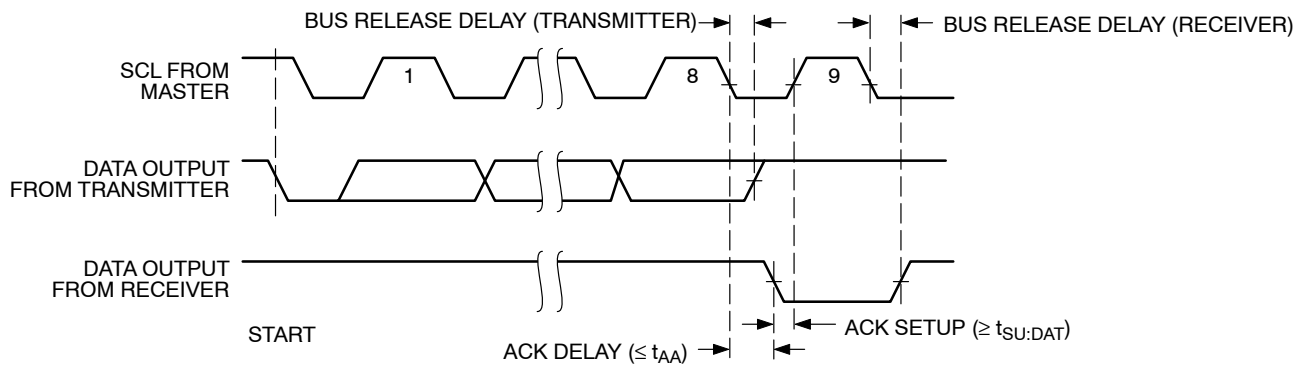 BUS RELEASE DELAY (TRANSMITTER)
BUS RELEASE DELAY (RECEIVER)
SCL FROM
MASTER
1
8
9
DATA OUTPUT
FROM TRANSMITTER
DATA OUTPUT
FROM RECEIVER
START
ACK SETUP (≥ tSU:DAT)
ACK DELAY (≤ tAA)